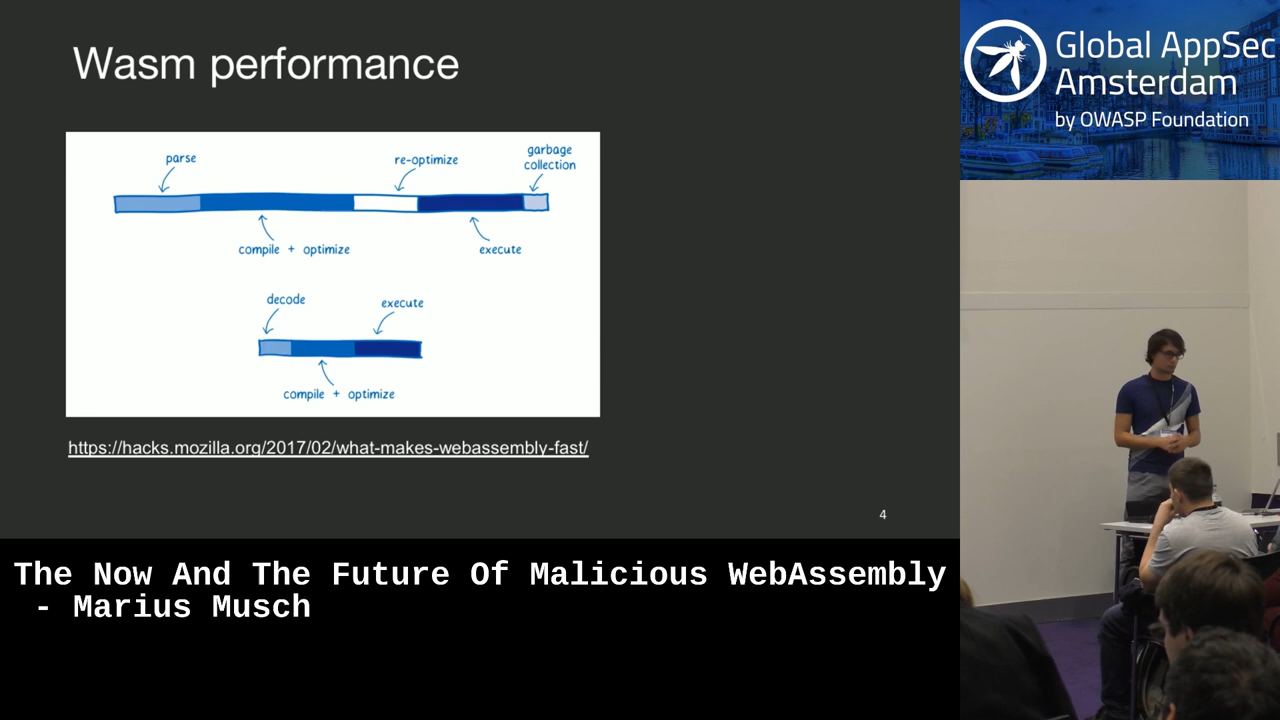 Wasm performance
parse
re-optimize
garbage
collection
compile + optimize
execute
decode
execute
compile + optimize
https://hacks.mozilla.org/2017/02/what-makes-webassembly-fast/
4
The Now And The Future Of Malicious WebAssembly
- Marius Musch
Global AppSec
Amsterdam
by OWASP Foundation